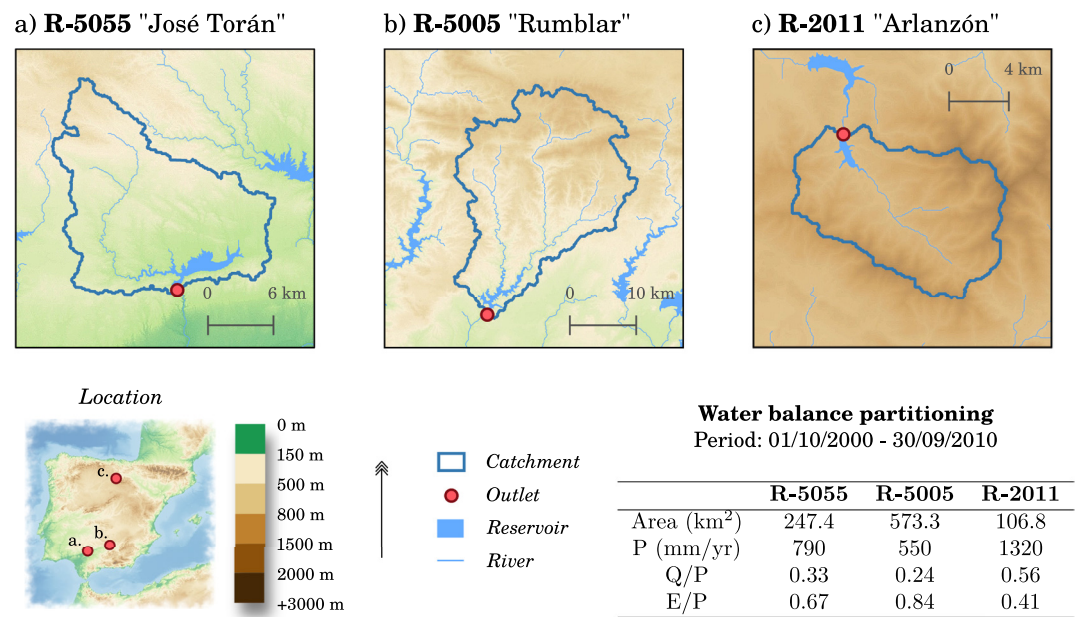 a) R-5055 "José Torán"
b) R-5005 "Rumblar"
c) R-2011 "Arlanzón"
0 6 km
0 10 km
0 4 km
Location
a.
b.
c.
0 m
150 m
500 m
800 m
1500 m
2000 m
+3000 m
Catchment
Outlet
Reservoir
River
Water balance partitioning
Period: 01/10/2000 - 30/09/2010
R-5055 R-5005 R-2011
Area (km²) 247.4 573.3 106.8
P (mm/yr) 790 550 1320
Q/P 0.33 0.24 0.56
E/P 0.67 0.84 0.41